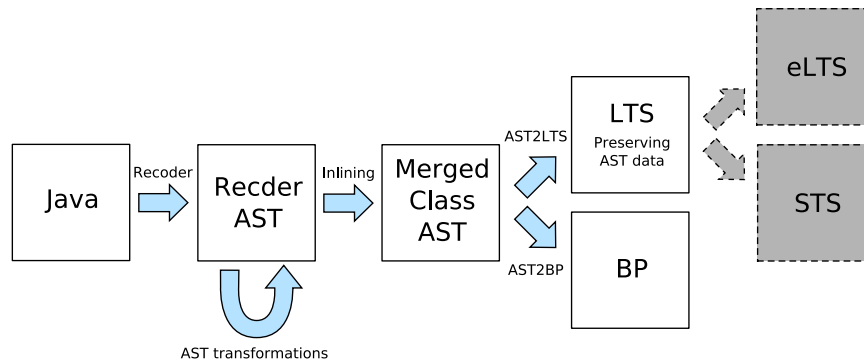 Java
Recoder
Recder
AST
AST transformations
Inlining
Merged
Class
AST
AST2LTS
AST2BP
LTS
Preserving
AST data
BP
eLTS
STS